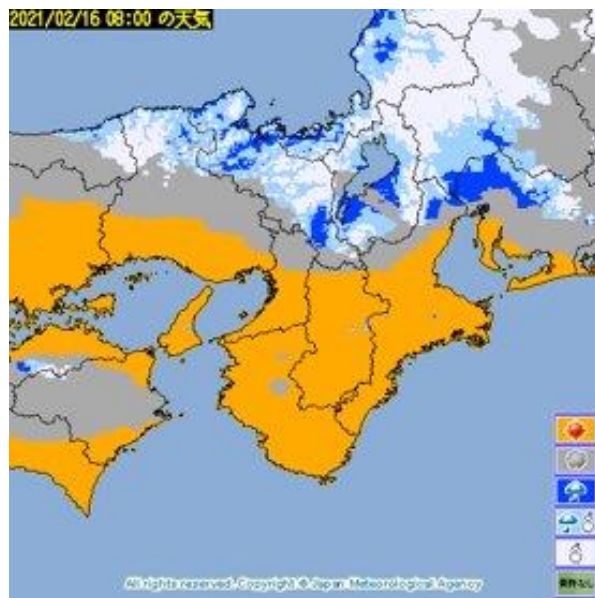 2021/02/16 08:00 の天気
All rights reserved. Copyright © Japan Meteorological Agency